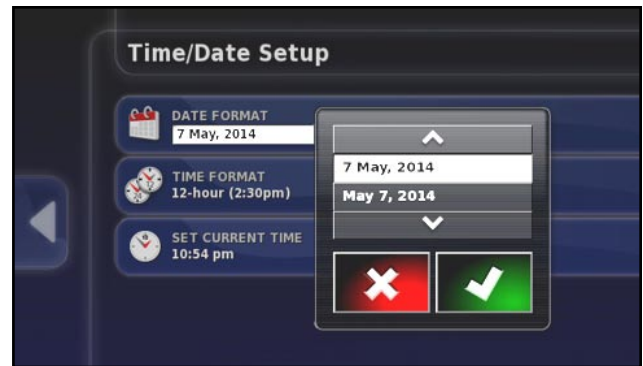 Time/Date Setup
DATE FORMAT
7 May, 2014
TIME FORMAT
12-hour (2:30pm)
SET CURRENT TIME
10:54 pm
7 May, 2014
May 7, 2014